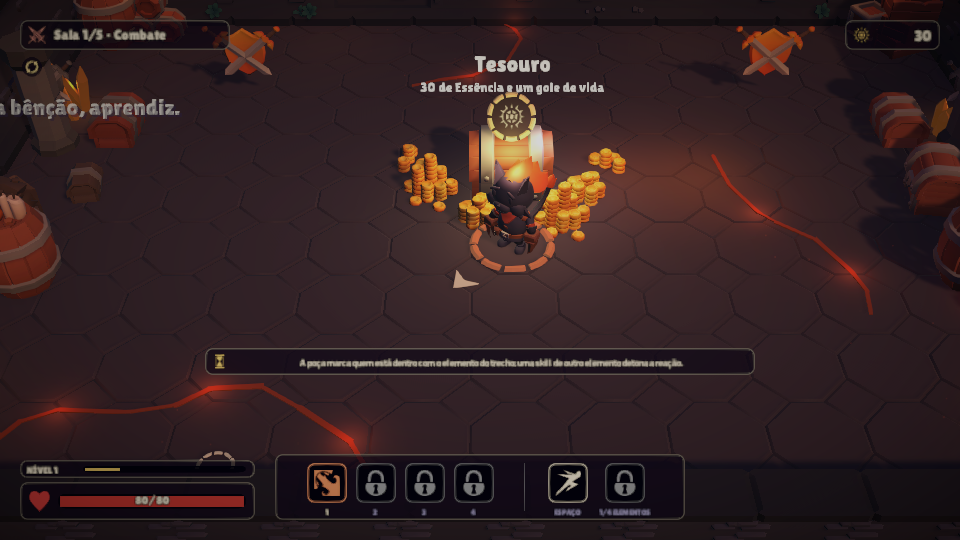 Sala 1/5 - Combate
30
Tesouro
30 de Essência e um gole de vida
a bênção, aprendiz.
A poça marca quem está dentro com o elemento do trecho: uma skill de outro elemento detona a reação.
NÍVEL 1
80/80
1
2
3
4
ESPAÇO
1/4 ELEMENTOS